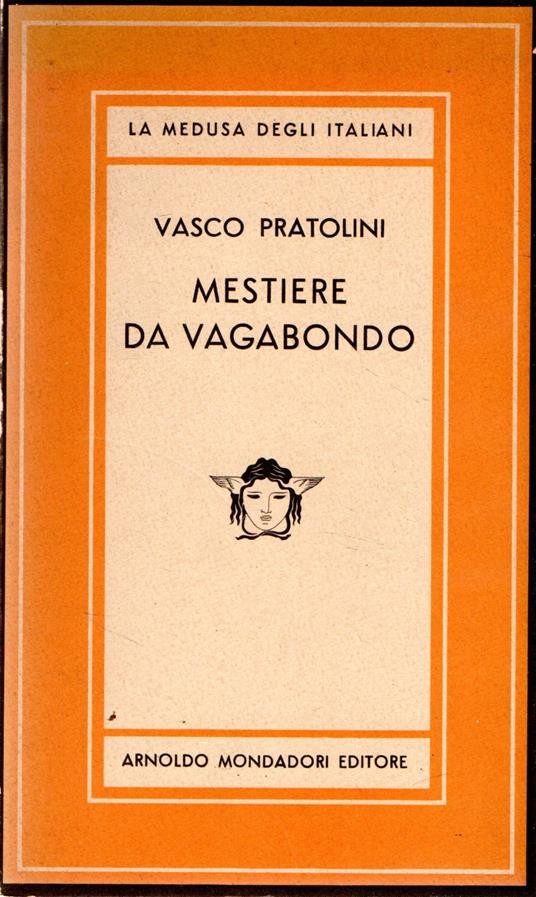 LA MEDUSA DEGLI ITALIANI
VASCO PRATOLINI
MESTIERE
DA VAGABONDO
ARNOLDO MONDADORI EDITORE